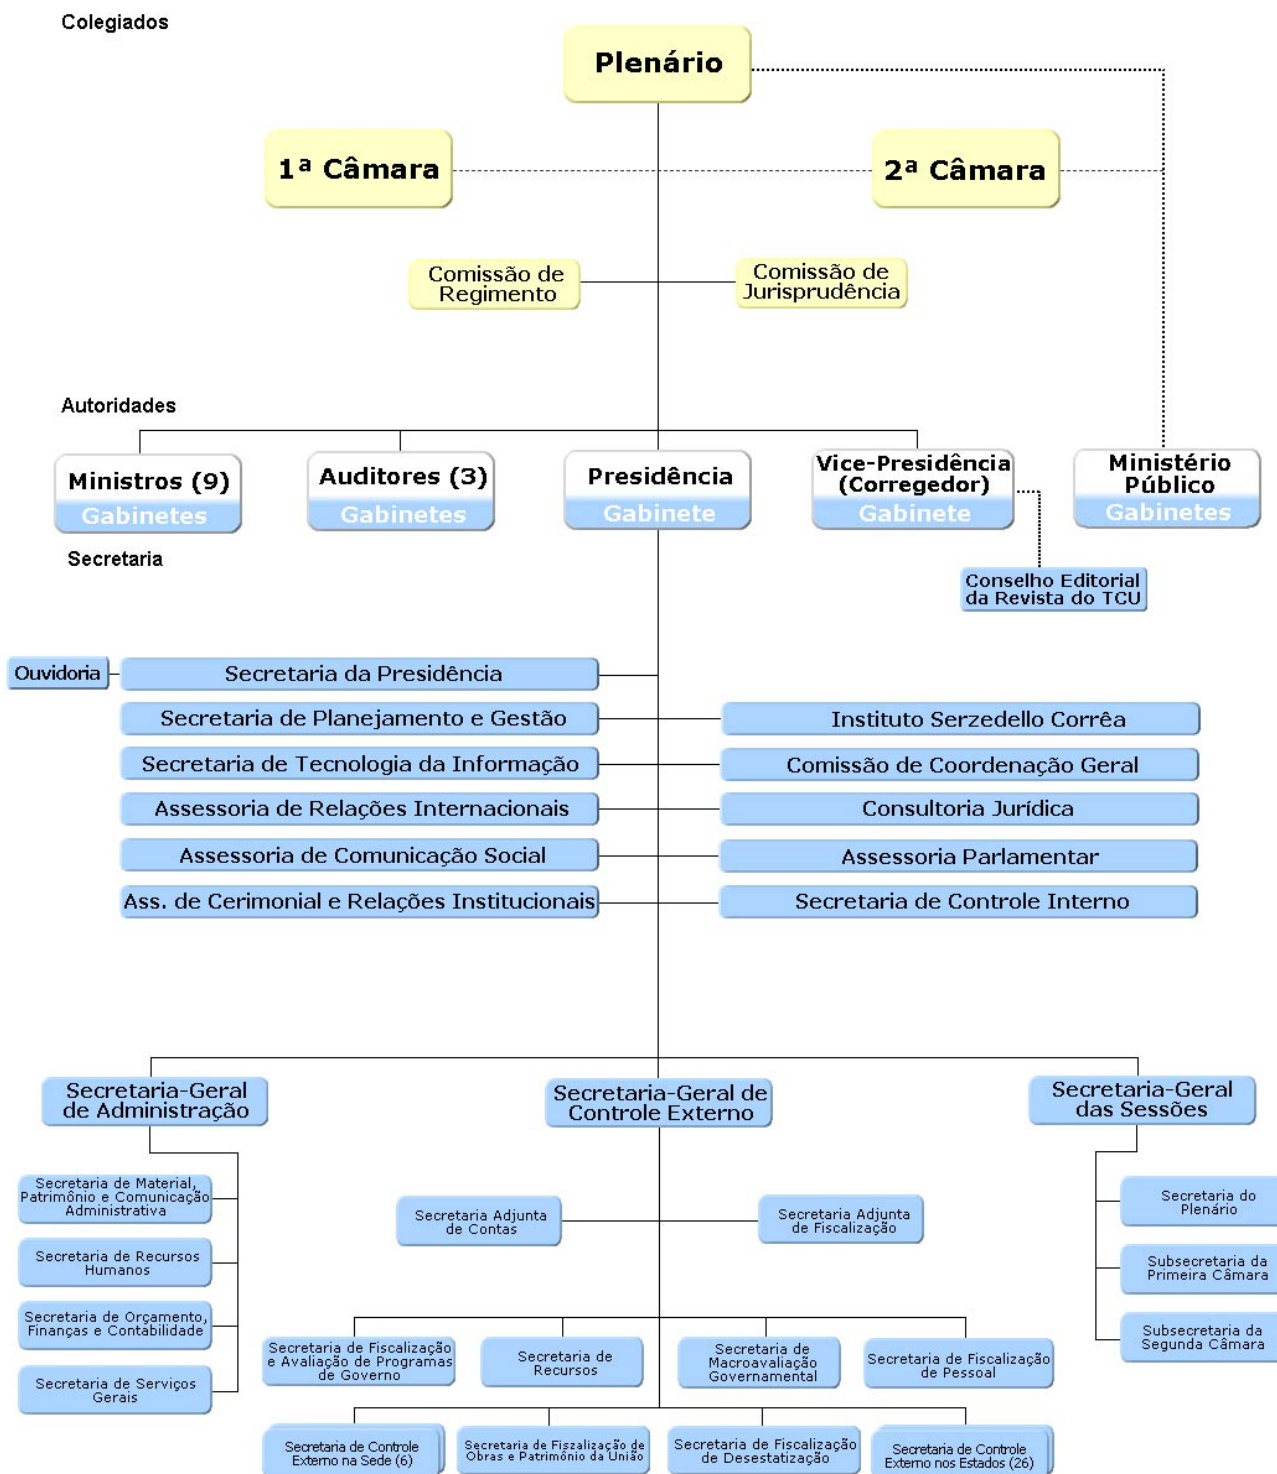 Colegiados
Plenário
1ª Câmara
2ª Câmara
Comissão de
Regimento
Comissão de
Jurisprudência
Autoridades
Ministros (9)
Gabinetes
Auditores (3)
Gabinetes
Presidência
Gabinete
Vice-Presidência
(Corregedor)
Gabinete
Ministério
Público
Gabinetes
Secretaria
Conselho Editorial
da Revista do TCU
Ouvidoria
Secretaria da Presidência
Secretaria de Planejamento e Gestão
Instituto Serzedello Corrêa
Secretaria de Tecnologia da Informação
Comissão de Coordenação Geral
Assessoria de Relações Internacionais
Consultoria Jurídica
Assessoria de Comunicação Social
Assessoria Parlamentar
Ass. de Cerimonial e Relações Institucionais
Secretaria de Controle Interno
Secretaria-Geral
de Administração
Secretaria-Geral de
Controle Externo
Secretaria-Geral
das Sessões
Secretaria de Material,
Patrimônio e Comunicação
Administrativa
Secretaria de Recursos
Humanos
Secretaria de Orçamento,
Finanças e Contabilidade
Secretaria de Serviços
Gerais
Secretaria Adjunta
de Contas
Secretaria Adjunta
de Fiscalização
Secretaria do
Plenário
Subsecretaria da
Primeira Câmara
Subsecretaria da
Segunda Câmara
Secretaria de Fiscalização
e Avaliação de Programas
de Governo
Secretaria de
Recursos
Secretaria de
Macroavaliação
Governamental
Secretaria de Fiscalização
de Pessoal
Secretaria de Controle
Externo na Sede (6)
Secretaria de Fiszalização de
Obras e Patrimônio da União
Secretaria de Fiscalização
de Desestatização
Secretaria de Controle
Externo nos Estados (26)